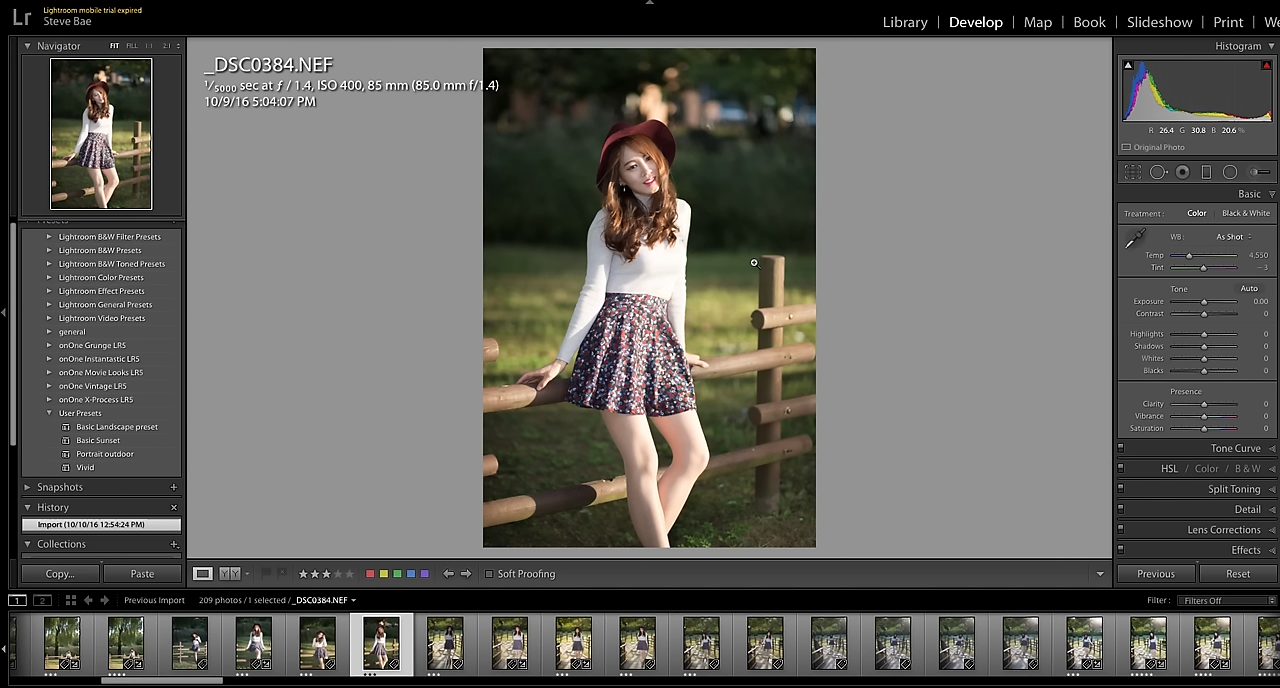 Lr
Lightroom mobile trial expired
Steve Bae
Library | Develop | Map | Book | Slideshow | Print | We
Navigator FIT FILL 1:1 2:1
_DSC0384.NEF
1/5000 sec at ƒ / 1.4, ISO 400, 85 mm (85.0 mm f/1.4)
10/9/16 5:04:07 PM
Presets
Lightroom B&W Filter Presets
Lightroom B&W Presets
Lightroom B&W Toned Presets
Lightroom Color Presets
Lightroom Effect Presets
Lightroom General Presets
Lightroom Video Presets
general
onOne Grunge LR5
onOne Instantastic LR5
onOne Movie Looks LR5
onOne Vintage LR5
onOne X-Process LR5
User Presets
Basic Landscape preset
Basic Sunset
Portrait outdoor
Vivid
Snapshots +
History ×
Import (10/10/16 12:54:24 PM)
Collections +
Copy... Paste
Histogram
R 26.4 G 30.8 B 20.6 %
Original Photo
Basic
Treatment : Color Black & White
WB : As Shot
Temp 4,550
Tint − 3
Tone Auto
Exposure 0.00
Contrast 0
Highlights 0
Shadows 0
Whites 0
Blacks 0
Presence
Clarity 0
Vibrance 0
Saturation 0
Tone Curve
HSL / Color / B & W
Split Toning
Detail
Lens Corrections
Effects
Previous Reset
Y Y
Soft Proofing
1 2 Previous Import 209 photos / 1 selected / _DSC0384.NEF
Filter : Filters Off